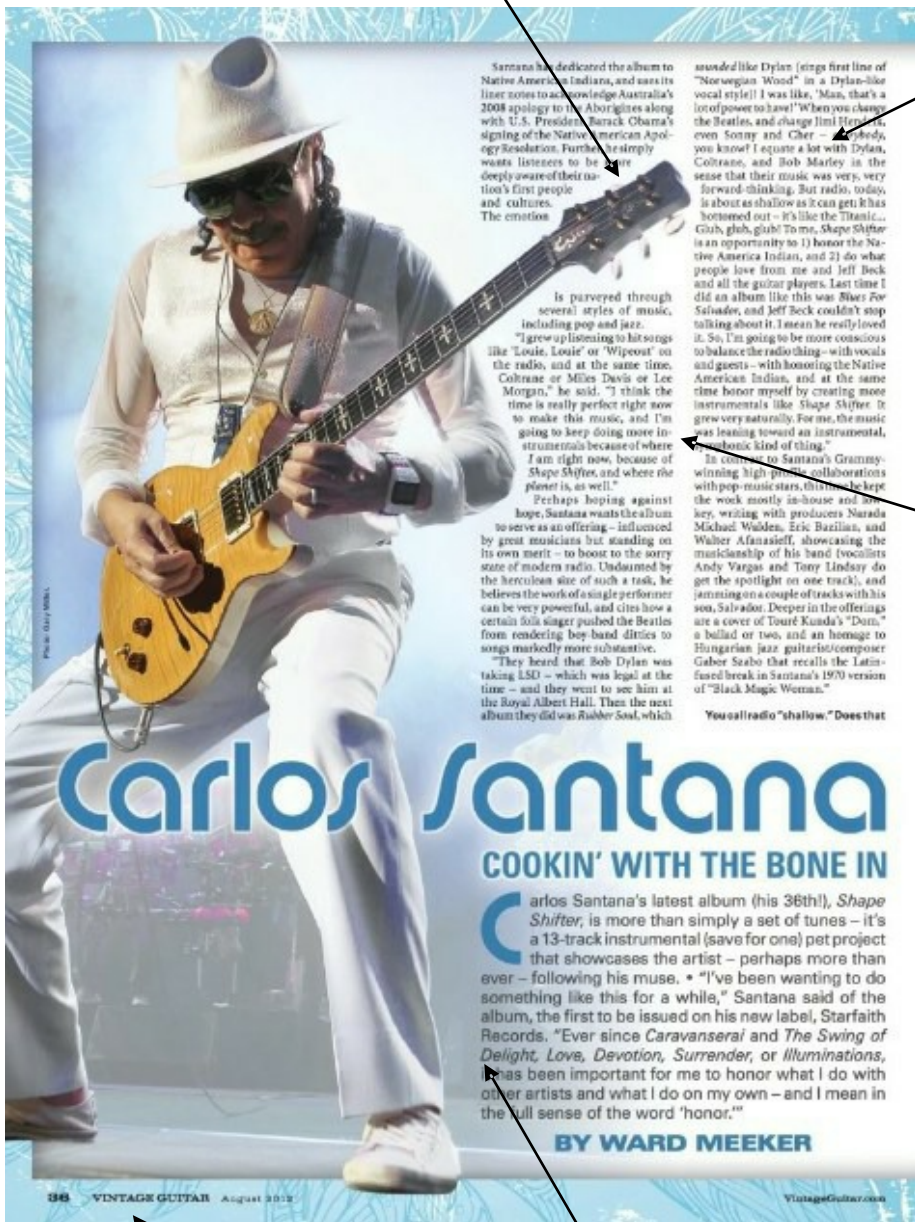 Santana has dedicated the album to
Native American Indians, and uses its
liner notes to acknowledge Australia's
2008 apology to the Aborigines along
with U.S. President Barack Obama's
signing of the Native American Apol-
ogy Resolution. Further, he simply
wants listeners to be more
deeply aware of their na-
tion's first people
and cultures.
The emotion
is purveyed through
several styles of music,
including pop and jazz.
"I grew up listening to hit songs
like 'Louie, Louie' or 'Wipeout' on
the radio, and at the same time,
Coltrane or Miles Davis or Lee
Morgan," he said. "I think the
time is really perfect right now
to make this music, and I'm
going to keep doing more in-
strumentals because of where
I am right now, because of
Shape Shifter, and where the
planet is, as well."
Perhaps hoping against
hope, Santana wants the album
to serve as an offering – influenced
by great musicians but standing on
its own merit – to boost to the sorry
state of modern radio. Undaunted by
the herculean size of such a task, he
believes the work of a single performer
can be very powerful, and cites how a
certain folk singer pushed the Beatles
from rendering boy-band ditties to
songs markedly more substantive.
"They heard that Bob Dylan was
taking LSD – which was legal at the
time – and they went to see him at
the Royal Albert Hall. Then the next
album they did was Rubber Soul, which
sounded like Dylan (sings first line of
"Norwegian Wood" in a Dylan-like
vocal style)! I was like, 'Man, that's a
lot of power to have!' When you change
the Beatles, and change Jimi Hendrix,
even Sonny and Cher – everybody,
you know? I equate a lot with Dylan,
Coltrane, and Bob Marley in the
sense that their music was very, very
forward-thinking. But radio, today,
is about as shallow as it can get; it has
bottomed out – it's like the Titanic...
Glub, glub, glub! To me, Shape Shifter
is an opportunity to 1) honor the Na-
tive America Indian, and 2) do what
people love from me and Jeff Beck
and all the guitar players. Last time I
did an album like this was Blues For
Salvador, and Jeff Beck couldn't stop
talking about it. I mean he really loved
it. So, I'm going to be more conscious
to balance the radio thing – with vocals
and guests – with honoring the Native
American Indian, and at the same
time honor myself by creating more
instrumentals like Shape Shifter. It
grew very naturally. For me, the music
was leaning toward an instrumental,
symphonic kind of thing."
In contrast to Santana's Grammy-
winning high-profile collaborations
with pop-music stars, this time he kept
the work mostly in-house and low-
key, writing with producers Narada
Michael Walden, Eric Bazilian, and
Walter Afanasieff, showcasing the
musicianship of his band (vocalists
Andy Vargas and Tony Lindsay do
get the spotlight on one track), and
jamming on a couple of tracks with his
son, Salvador. Deeper in the offerings
are a cover of Touré Kunda's "Dom,"
a ballad or two, and an homage to
Hungarian jazz guitarist/composer
Gabor Szabo that recalls the Latin-
fused break in Santana's 1970 version
of "Black Magic Woman."
You call radio "shallow." Does that
Photo: Gary Miller.
Carlos Santana
COOKIN' WITH THE BONE IN
Carlos Santana's latest album (his 36th!), Shape
Shifter, is more than simply a set of tunes – it's
a 13-track instrumental (save for one) pet project
that showcases the artist – perhaps more than
ever – following his muse. • "I've been wanting to do
something like this for a while," Santana said of the
album, the first to be issued on his new label, Starfaith
Records. "Ever since Caravanserai and The Swing of
Delight, Love, Devotion, Surrender, or Illuminations,
it has been important for me to honor what I do with
other artists and what I do on my own – and I mean in
the full sense of the word 'honor.'"
BY WARD MEEKER
36 VINTAGE GUITAR August 2012
VintageGuitar.com